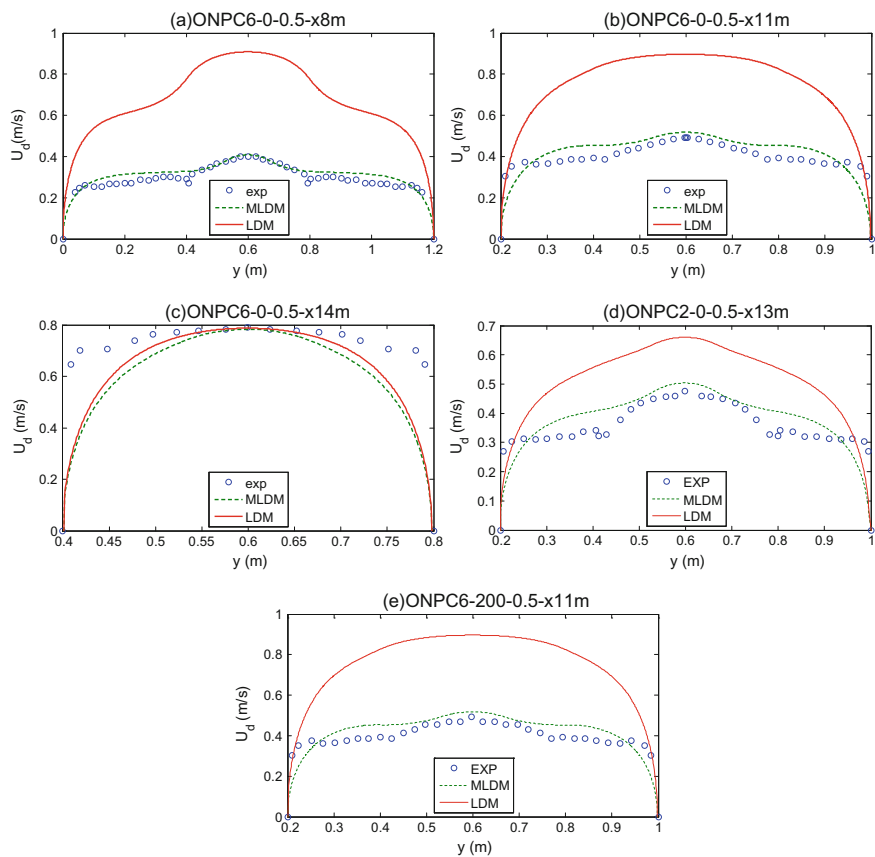 (a)ONPC6-0-0.5-x8m
1
0.8
0.6
0.4
0.2
0
U_d(m/s)
exp
MLDM
LDM
0 0.2 0.4 0.6 0.8 1 1.2
y (m)
(b)ONPC6-0-0.5-x11m
1
0.8
0.6
0.4
0.2
0
U_d (m/s)
exp
MLDM
LDM
0.2 0.3 0.4 0.5 0.6 0.7 0.8 0.9 1
y (m)
(c)ONPC6-0-0.5-x14m
0.8
0.6
0.4
0.2
0
U_d (m/s)
exp
MLDM
LDM
0.4 0.45 0.5 0.55 0.6 0.65 0.7 0.75 0.8
y (m)
(d)ONPC2-0-0.5-x13m
0.7
0.6
0.5
0.4
0.3
0.2
0.1
0
U_d (m/s)
EXP
MLDM
LDM
0.2 0.3 0.4 0.5 0.6 0.7 0.8 0.9 1
y (m)
(e)ONPC6-200-0.5-x11m
1
0.8
0.6
0.4
0.2
0
U_d (m/s)
EXP
MLDM
LDM
0.2 0.3 0.4 0.5 0.6 0.7 0.8 0.9 1
y (m)